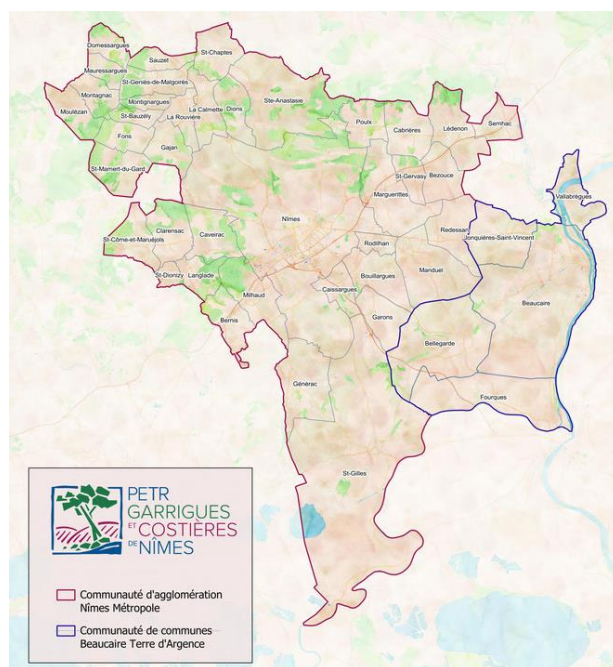 Domessargues
St-Chaptes
Sauzet
Mauressargues
St-Geniès-de-Malgoirès
Montagnac
Montignargues
La Calmette
Dions
Ste-Anastasie
Moulézan
St-Bauzély
La Rouvière
Fons
Gajan
St-Mamert-du-Gard
Poulx
Cabrières
Lédenon
Sernhac
St-Gervasy
Bezouce
Marguerittes
Vallabrègues
Nîmes
Clarensac
Caveirac
St-Côme-et-Maruéjols
Redessan
Jonquières-Saint-Vincent
Rodilhan
St-Dionizy
Langlade
Bouillargues
Manduel
Milhaud
Caissargues
Beaucaire
Bernis
Garons
Bellegarde
Générac
Fourques
St-Gilles
PETR
GARRIGUES
ET COSTIÈRES
DE NÎMES
Communauté d'agglomération
Nîmes Métropole
Communauté de communes
Beaucaire Terre d'Argence